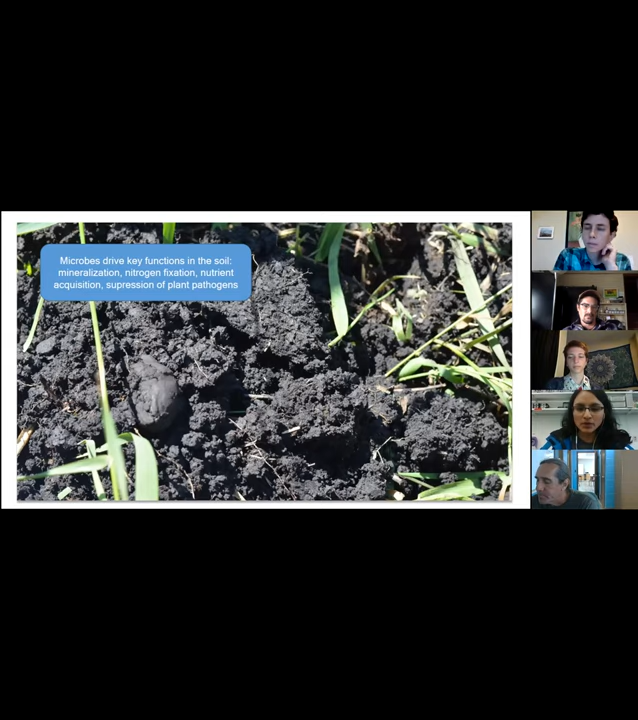 Microbes drive key functions in the soil:
mineralization, nitrogen fixation, nutrient
acquisition, supression of plant pathogens